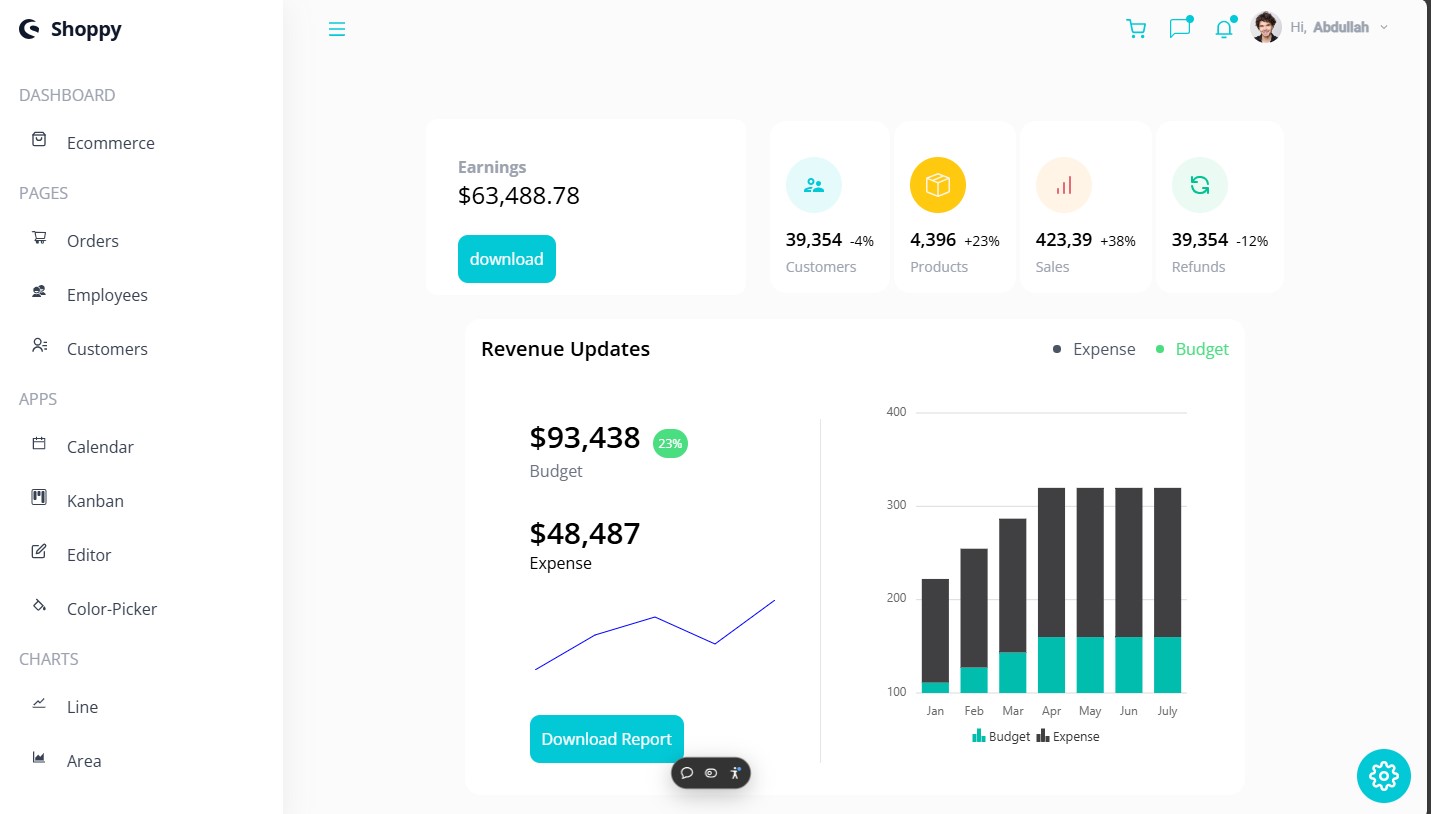 Shoppy
Hi, Abdullah
DASHBOARD
Ecommerce
PAGES
Orders
Employees
Customers
APPS
Calendar
Kanban
Editor
Color-Picker
CHARTS
Line
Area
Earnings
$63,488.78
download
39,354 -4%
Customers
4,396 +23%
Products
423,39 +38%
Sales
39,354 -12%
Refunds
Revenue Updates
Expense Budget
$93,438 23%
Budget
$48,487
Expense
Download Report
400
300
200
100
Jan Feb Mar Apr May Jun July
Budget Expense